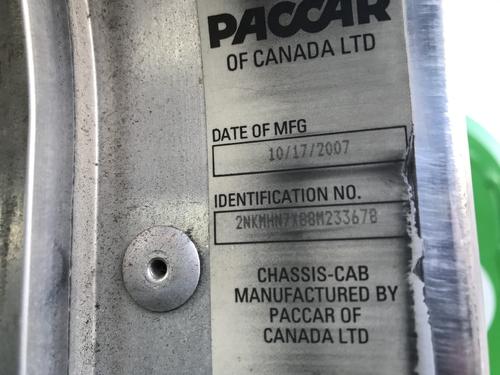 PACCAR
OF CANADA LTD
DATE OF MFG
10/17/2007
IDENTIFICATION NO.
2NKMHN7X88M233678
CHASSIS-CAB
MANUFACTURED BY
PACCAR OF
CANADA LTD